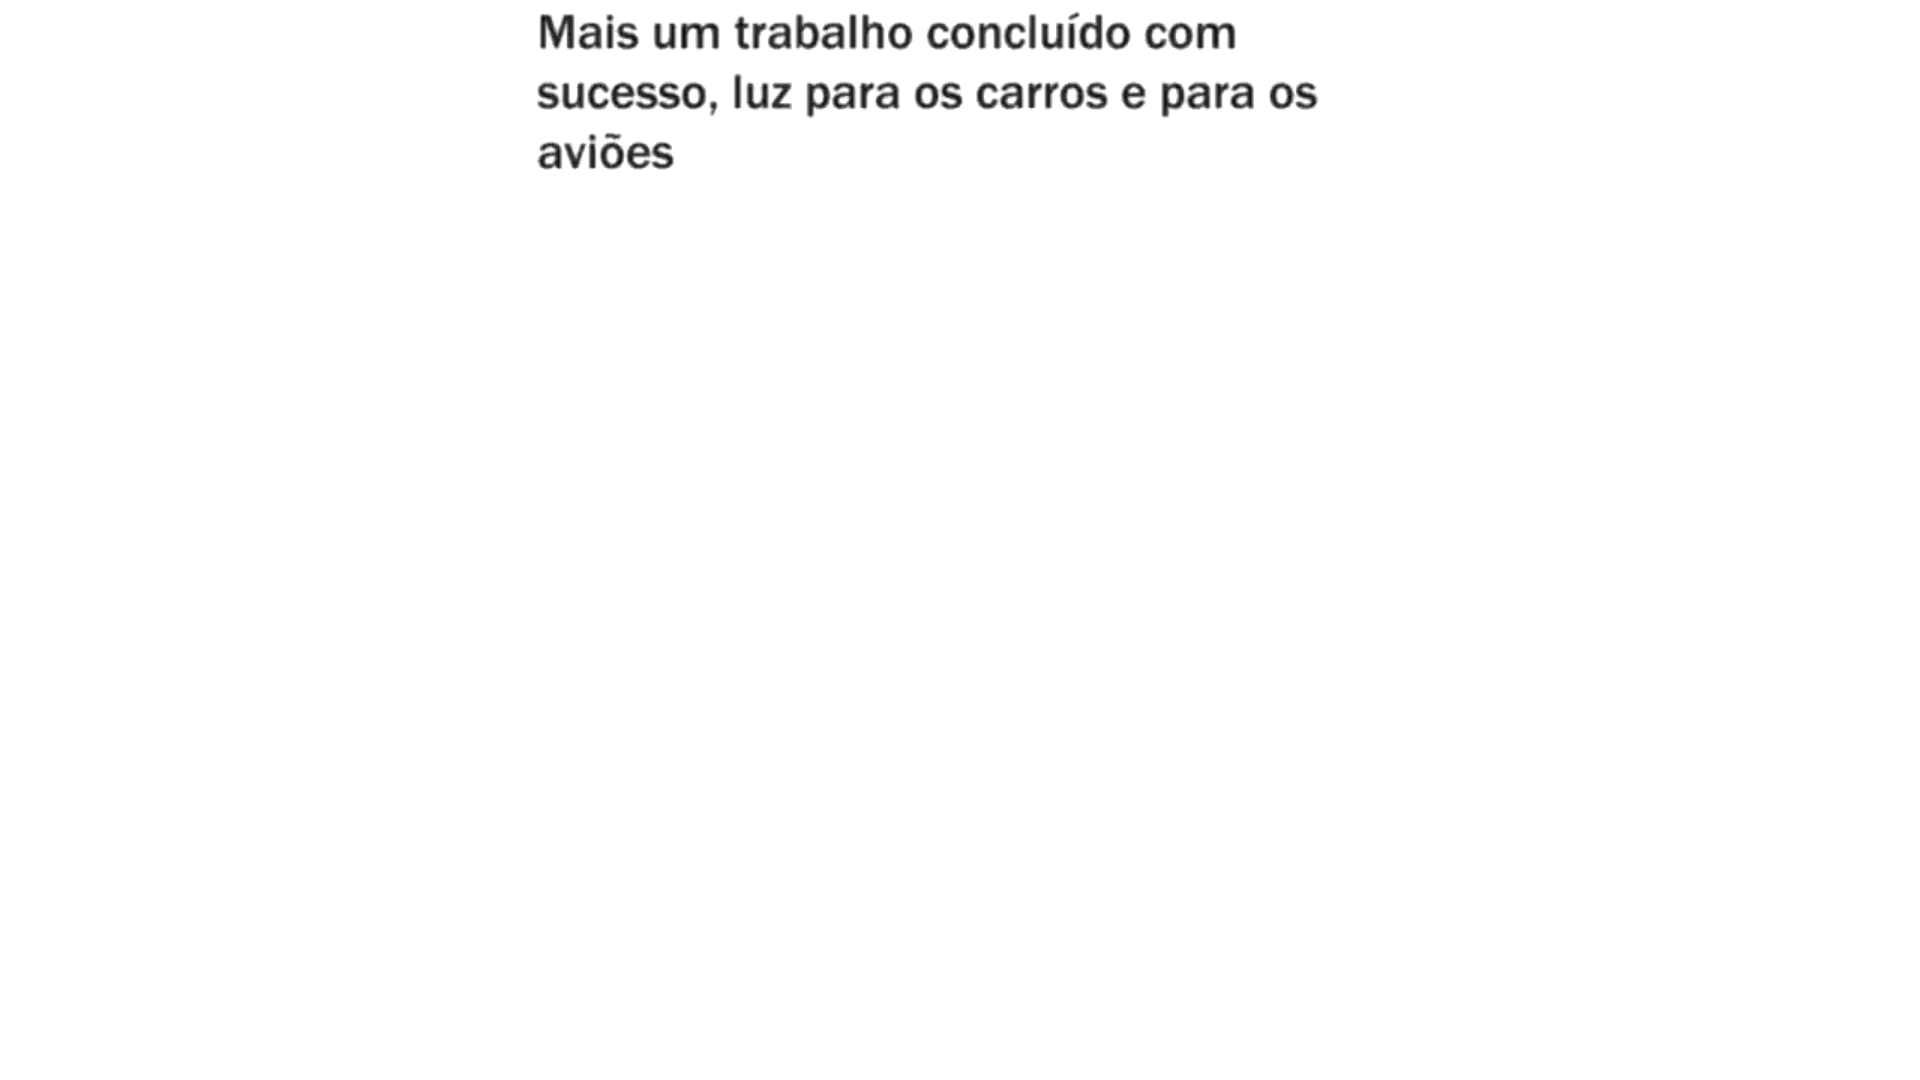 Mais um trabalho concluído com
sucesso, luz para os carros e para os
aviões